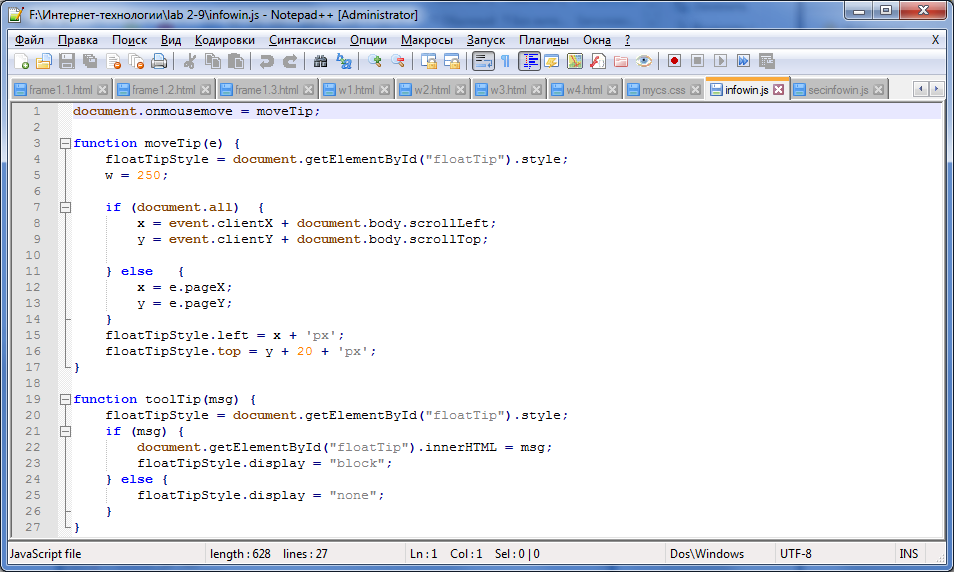 F:\Интернет-технологии\lab 2-9\infowin.js - Notepad++ [Administrator]
Файл Правка Поиск Вид Кодировки Синтаксисы Опции Макросы Запуск Плагины Окна ? X
frame1.1.html frame1.2.html frame1.3.html w1.html w2.html w3.html w4.html mycs.css infowin.js secinfowin.js
1 document.onmousemove = moveTip;
2
3 function moveTip(e) {
4 floatTipStyle = document.getElementById("floatTip").style;
5 w = 250;
6
7 if (document.all)  {
8 x = event.clientX + document.body.scrollLeft;
9 y = event.clientY + document.body.scrollTop;
10
11 } else   {
12 x = e.pageX;
13 y = e.pageY;
14 }
15 floatTipStyle.left = x + 'px';
16 floatTipStyle.top = y + 20 + 'px';
17 }
18
19 function toolTip(msg) {
20 floatTipStyle = document.getElementById("floatTip").style;
21 if (msg) {
22 document.getElementById("floatTip").innerHTML = msg;
23 floatTipStyle.display = "block";
24 } else {
25 floatTipStyle.display = "none";
26 }
27 }
JavaScript file length : 628 lines : 27 Ln : 1 Col : 1 Sel : 0 | 0 Dos\Windows UTF-8 INS